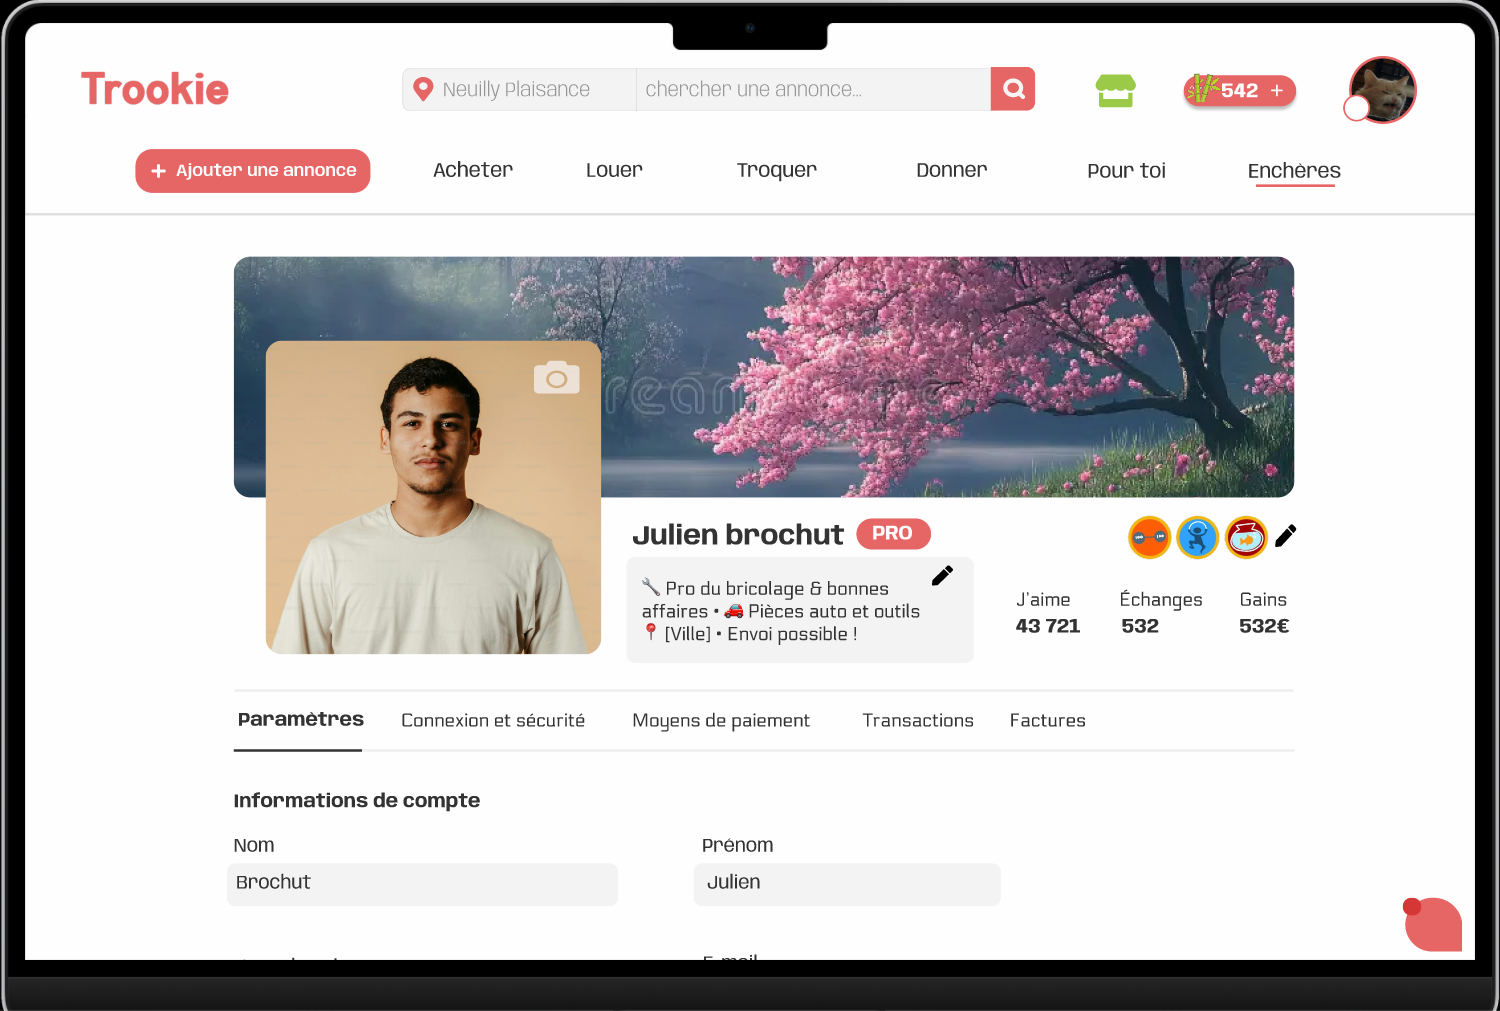 Trookie
Neuilly Plaisance
chercher une annonce...
542 +
+ Ajouter une annonce
Acheter
Louer
Troquer
Donner
Pour toi
Enchères
Julien brochut
PRO
🔧 Pro du bricolage & bonnes
affaires • 🚗 Pièces auto et outils
📍 [Ville] • Envoi possible !
J'aime
43 721
Échanges
532
Gains
532€
Paramètres
Connexion et sécurité
Moyens de paiement
Transactions
Factures
Informations de compte
Nom
Brochut
Prénom
Julien
E-mail